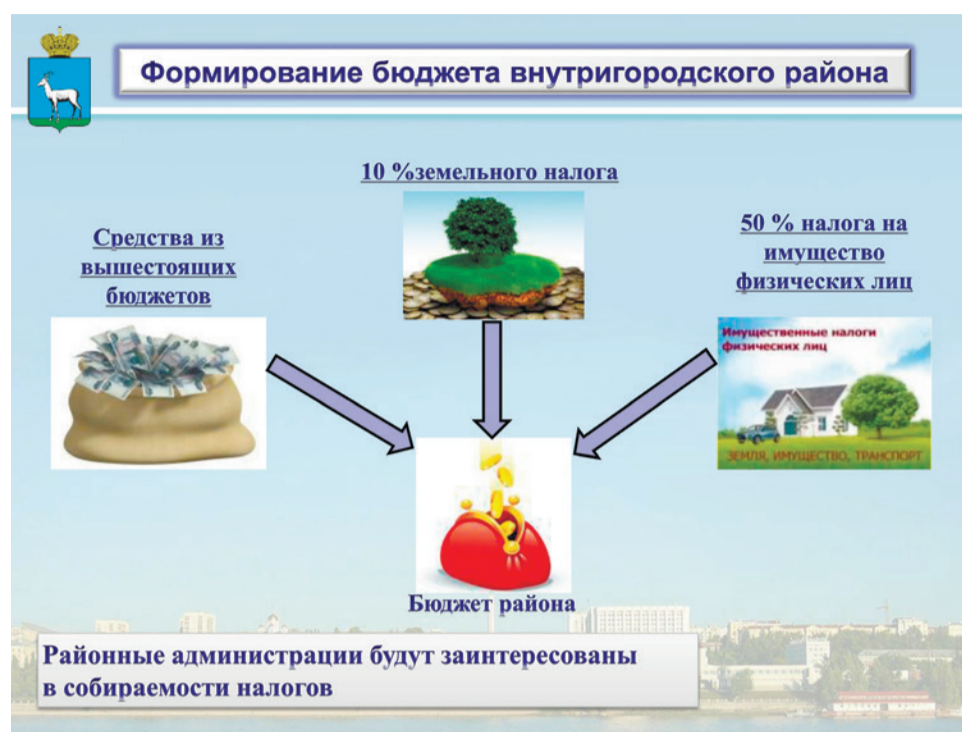 Формирование бюджета внутригородского района
10 %земельного налога
Средства из
вышестоящих
бюджетов
50 % налога на
имущество
физических лиц
Имущественные налоги
физических лиц
ЗЕМЛЯ, ИМУЩЕСТВО, ТРАНСПОРТ
Бюджет района
Районные администрации будут заинтересованы
в собираемости налогов